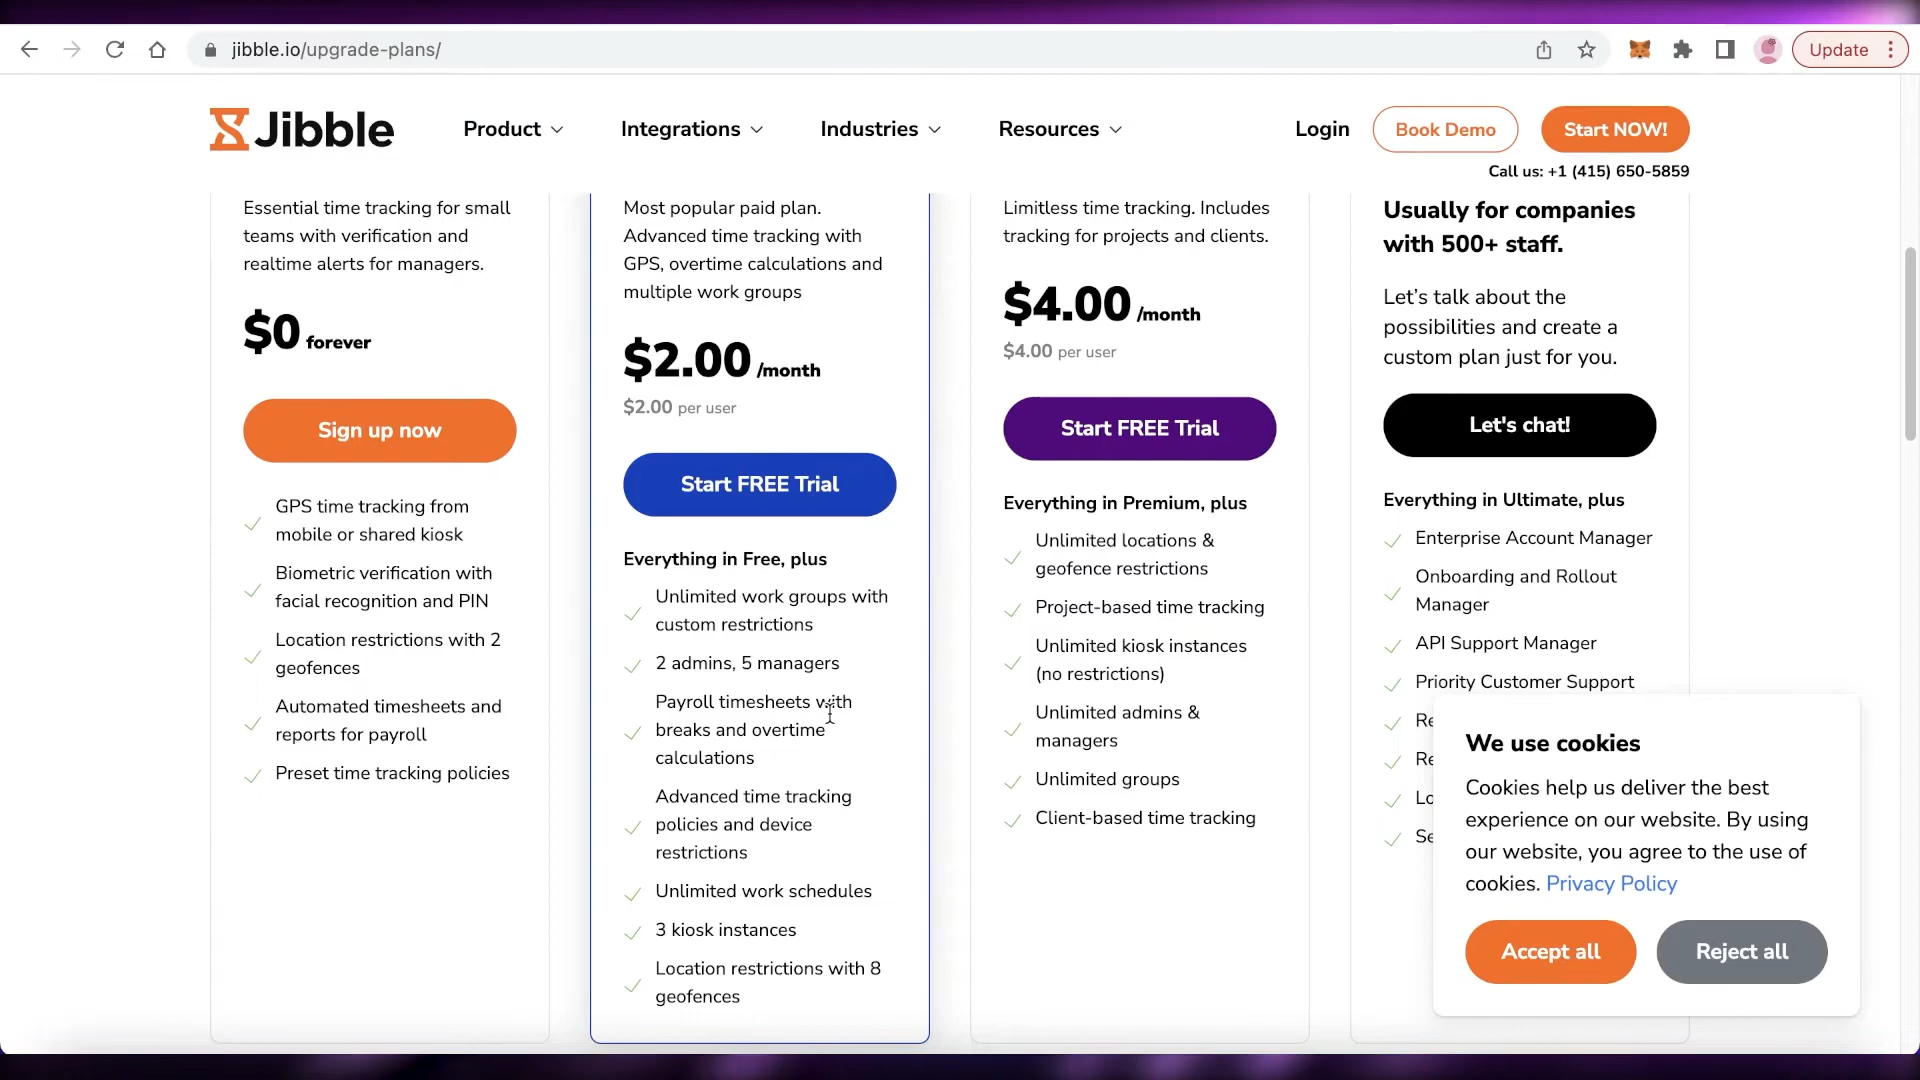 jibble.io/upgrade-plans/
Update
Jibble
Product
Integrations
Industries
Resources
Login
Book Demo
Start NOW!
Call us: +1 (415) 650-5859
Essential time tracking for small
teams with verification and
realtime alerts for managers.
$0 forever
Sign up now
GPS time tracking from
mobile or shared kiosk
Biometric verification with
facial recognition and PIN
Location restrictions with 2
geofences
Automated timesheets and
reports for payroll
Preset time tracking policies
Most popular paid plan.
Advanced time tracking with
GPS, overtime calculations and
multiple work groups
$2.00 /month
$2.00 per user
Start FREE Trial
Everything in Free, plus
Unlimited work groups with
custom restrictions
2 admins, 5 managers
Payroll timesheets with
breaks and overtime
calculations
Advanced time tracking
policies and device
restrictions
Unlimited work schedules
3 kiosk instances
Location restrictions with 8
geofences
Limitless time tracking. Includes
tracking for projects and clients.
$4.00 /month
$4.00 per user
Start FREE Trial
Everything in Premium, plus
Unlimited locations &
geofence restrictions
Project-based time tracking
Unlimited kiosk instances
(no restrictions)
Unlimited admins &
managers
Unlimited groups
Client-based time tracking
Usually for companies
with 500+ staff.
Let's talk about the
possibilities and create a
custom plan just for you.
Let's chat!
Everything in Ultimate, plus
Enterprise Account Manager
Onboarding and Rollout
Manager
API Support Manager
Priority Customer Support
We use cookies
Cookies help us deliver the best
experience on our website. By using
our website, you agree to the use of
cookies. Privacy Policy
Accept all
Reject all